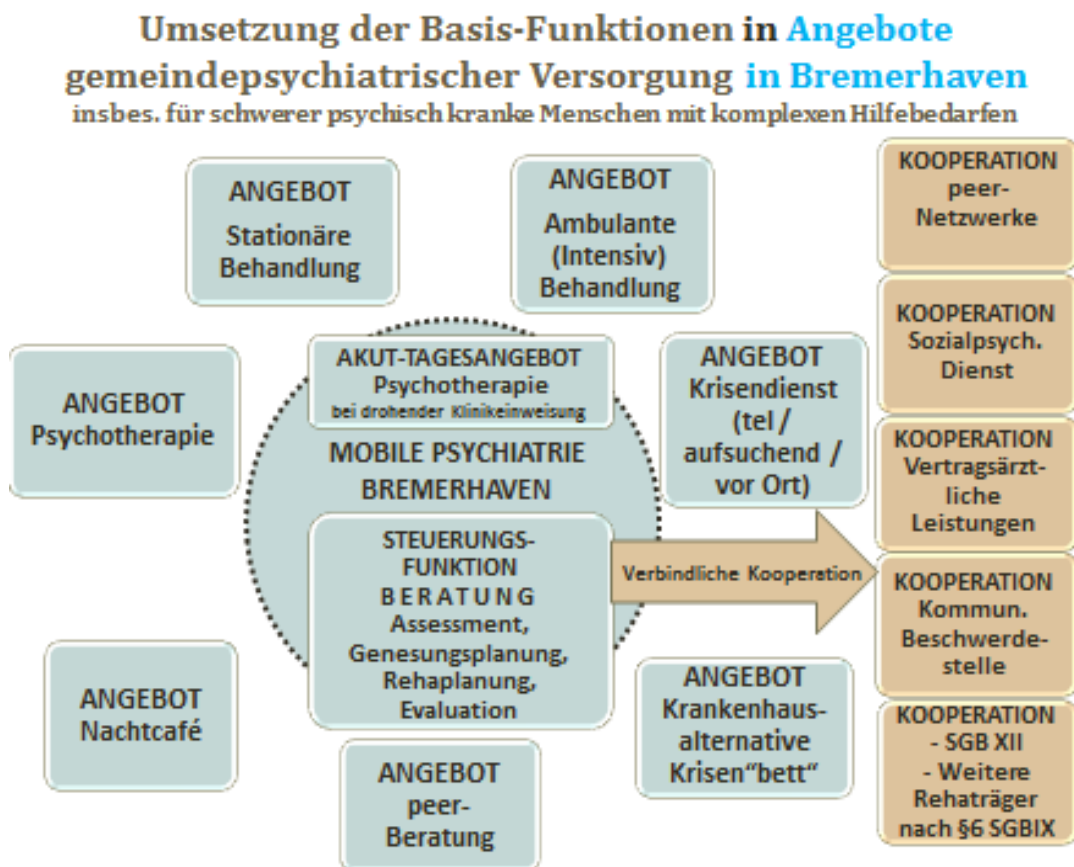 Umsetzung der Basis-Funktionen in Angebote
gemeindepsychiatrischer Versorgung in Bremerhaven
insbes. für schwerer psychisch kranke Menschen mit komplexen Hilfebedarfen
ANGEBOT
Stationäre
Behandlung
ANGEBOT
Ambulante
(Intensiv)
Behandlung
ANGEBOT
Psychotherapie
AKUT-TAGESANGEBOT
Psychotherapie
bei drohender Klinikeinweisung
MOBILE PSYCHIATRIE
BREMERHAVEN
STEUERUNGS-
FUNKTION
B E R A T U N G
Assessment,
Genesungsplanung,
Rehaplanung,
Evaluation
ANGEBOT
Krisendienst
(tel /
aufsuchend /
vor Ort)
Verbindliche Kooperation
ANGEBOT
Nachtcafé
ANGEBOT
peer-
Beratung
ANGEBOT
Krankenhaus-
alternative
Krisen“bett“
KOOPERATION
peer-
Netzwerke
KOOPERATION
Sozialpsych.
Dienst
KOOPERATION
Vertragsärzt-
liche
Leistungen
KOOPERATION
Kommun.
Beschwerde-
stelle
KOOPERATION
- SGB XII
- Weitere
Rehaträger
nach §6 SGBIX